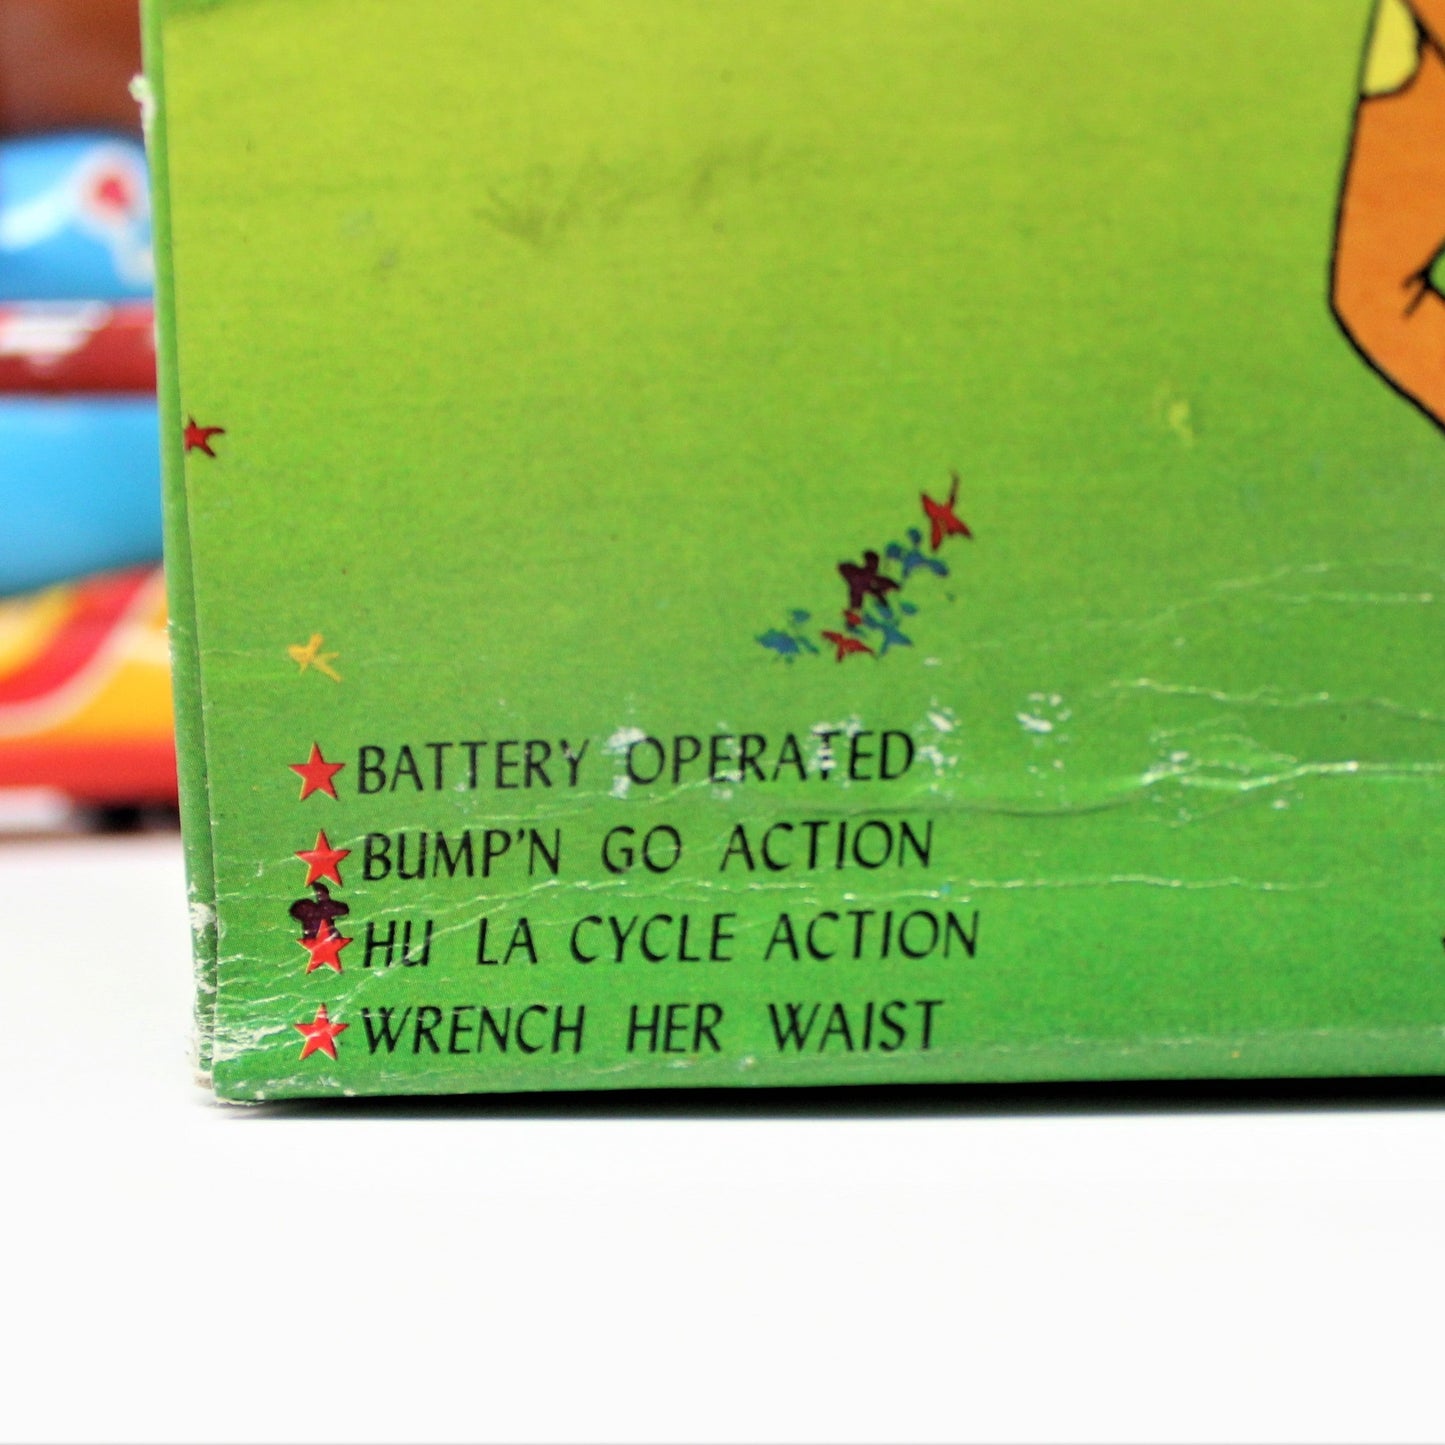 BATTERY OPERATED
BUMP'N GO ACTION
HU LA CYCLE ACTION
WRENCH HER WAIST